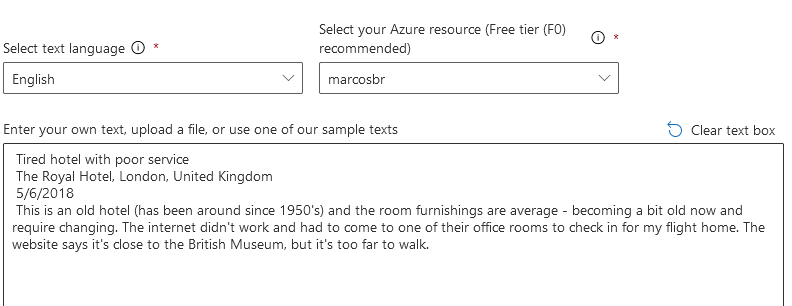 Select your Azure resource (Free tier (F0)
Select text language *
recommended) *
English
marcosbr
Enter your own text, upload a file, or use one of our sample texts
Clear text box
Tired hotel with poor service
The Royal Hotel, London, United Kingdom
5/6/2018
This is an old hotel (has been around since 1950's) and the room furnishings are average - becoming a bit old now and
require changing. The internet didn't work and had to come to one of their office rooms to check in for my flight home. The
website says it's close to the British Museum, but it's too far to walk.